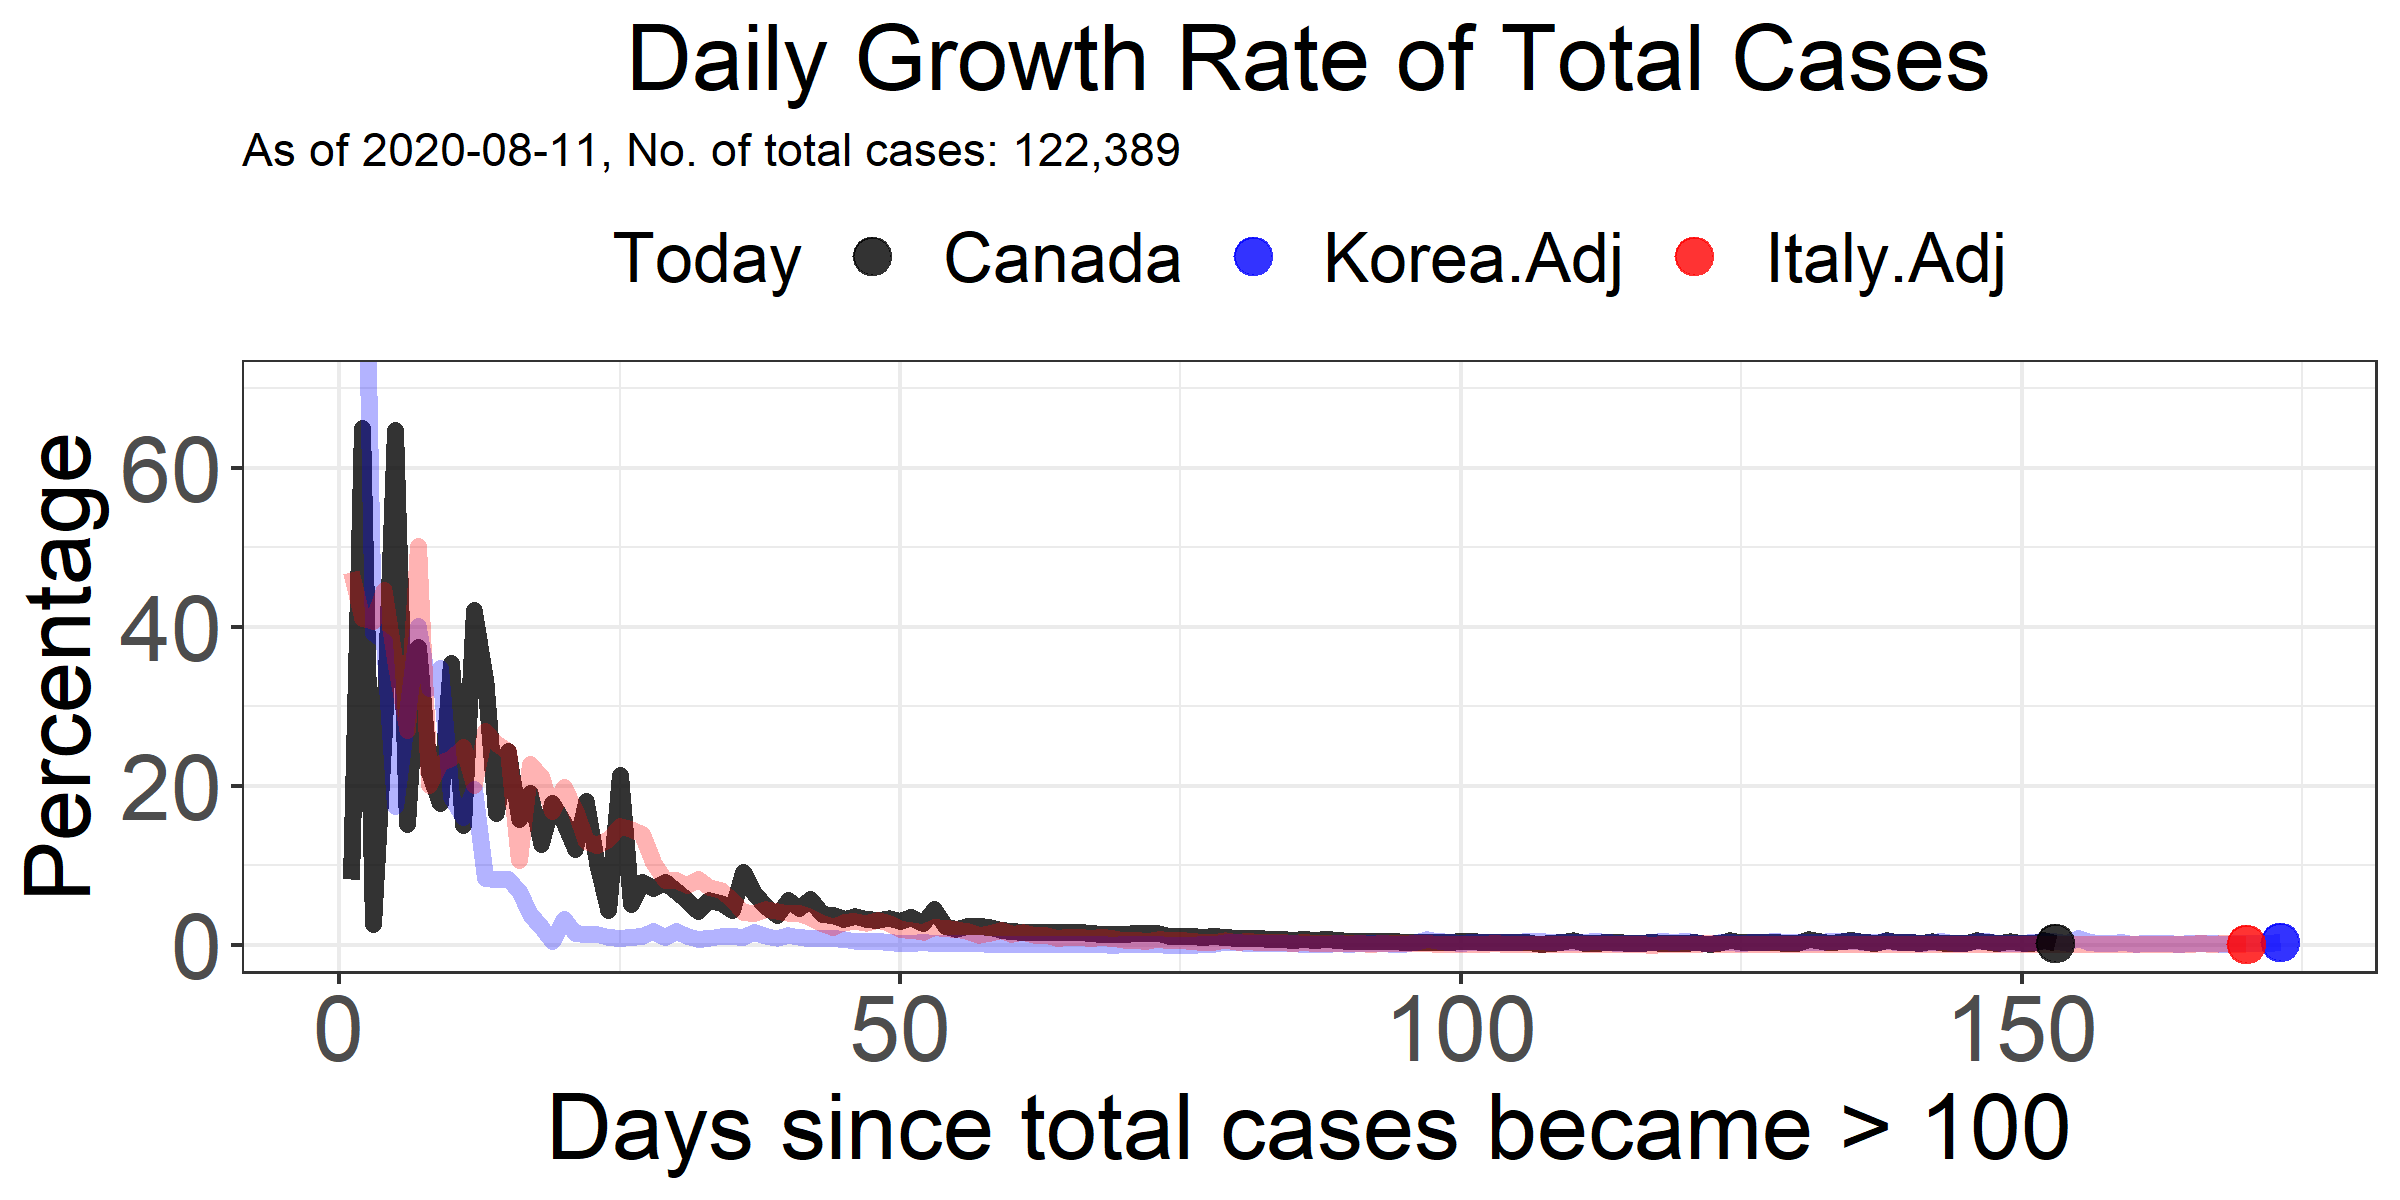 Daily Growth Rate of Total Cases
As of 2020-08-11, No. of total cases: 122,389
Today Canada Korea.Adj Italy.Adj
Percentage
60
40
20
0
0 50 100 150
Days since total cases became > 100